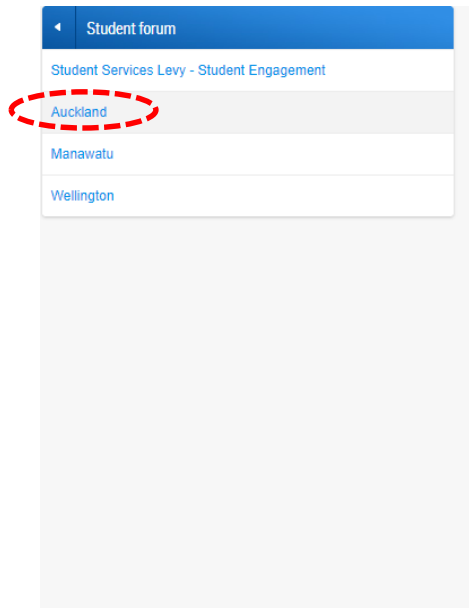 Student forum
Student Services Levy - Student Engagement
Auckland
Manawatu
Wellington